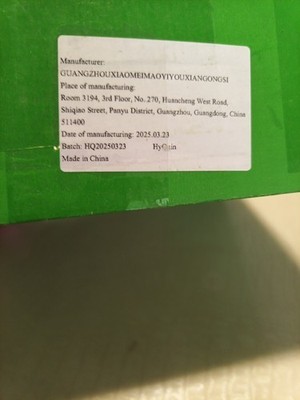 Manufacturer:
GUANGZHOUXIAOMEIMAOYIYOUXIANGONGSI
Place of manufacturing:
Room 3194, 3rd Floor, No. 270, Huancheng West Road,
Shiqiao Street, Panyu District, Guangzhou, Guangdong, China
511400
Date of manufacturing: 2025.03.23
Batch: HQ20250323
Made in China